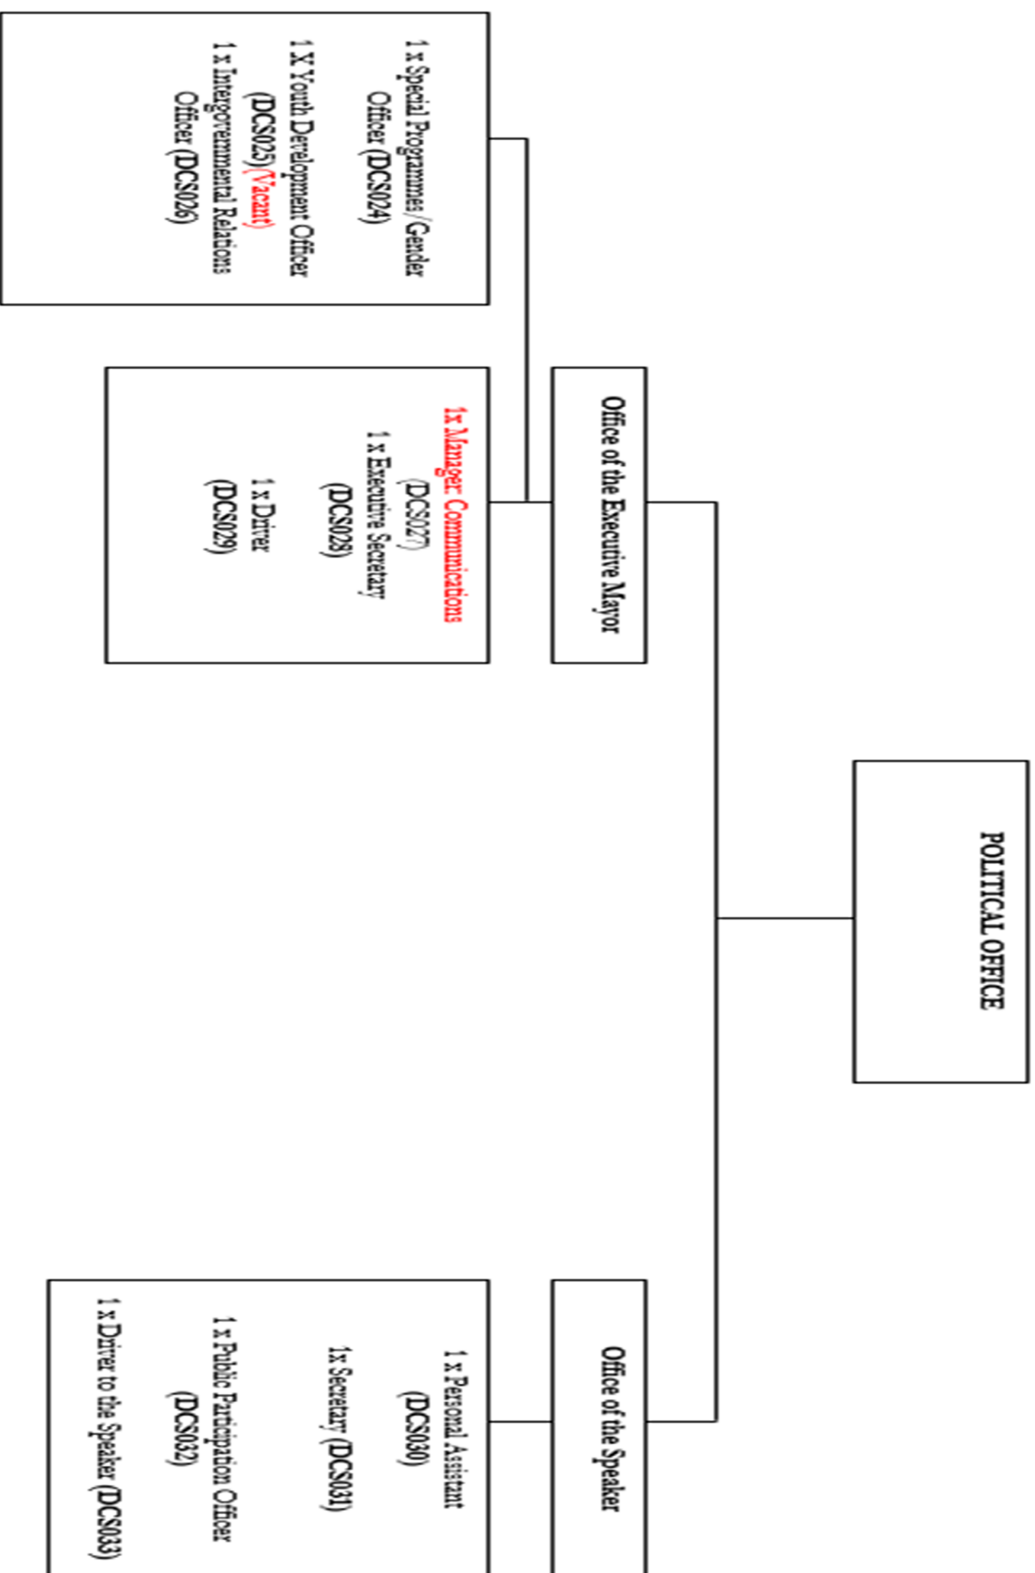 POLITICAL OFFICE
Office of the Executive Mayor
Office of the Speaker
1 x Special Programmes / Gender
Officer (DCS024)
1 X Youth Development Officer
(DCS025) (Vacant)
1 x Intergovernmental Relations
Officer (DCS026)
1x Manager: Communications
(DCS027)
1 x Executive Secretary
(DCS028)
1 x Driver
(DCS029)
1 x Personal Assistant
(DCS030)
1x Secretary (DCS031)
1 x Public Participation Officer
(DCS032)
1 x Driver to the Speaker (DCS033)